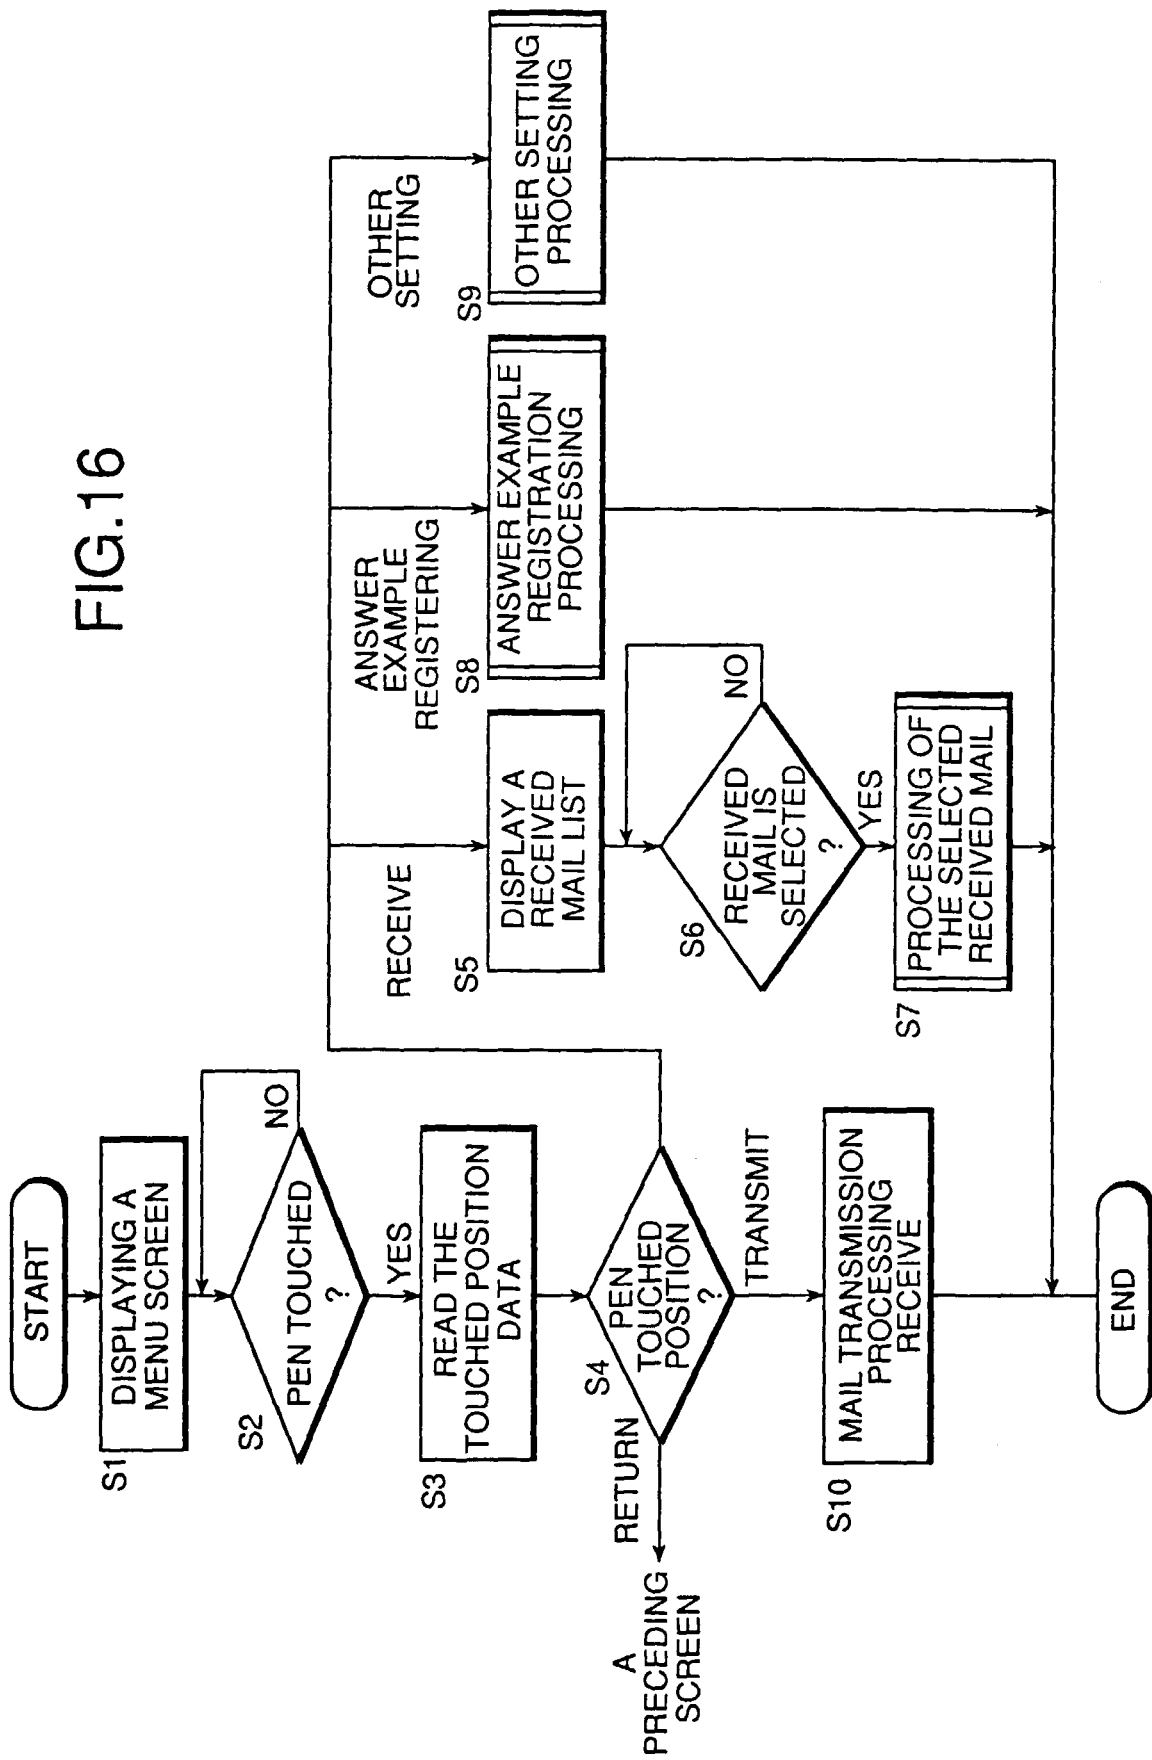 FIG.16
START
S1
DISPLAYING A
MENU SCREEN
S2
PEN TOUCHED
?
NO
YES
S3
READ THE
TOUCHED POSITION
DATA
S4
PEN
TOUCHED
POSITION
?
RETURN
A
PRECEDING
SCREEN
TRANSMIT
S10
MAIL TRANSMISSION
PROCESSING
RECEIVE
END
RECEIVE
S5
DISPLAY A
RECEIVED
MAIL LIST
S6
RECEIVED
MAIL IS
SELECTED
?
NO
YES
S7
PROCESSING OF
THE SELECTED
RECEIVED MAIL
ANSWER
EXAMPLE
REGISTERING
S8
ANSWER EXAMPLE
REGISTRATION
PROCESSING
OTHER
SETTING
S9
OTHER SETTING
PROCESSING